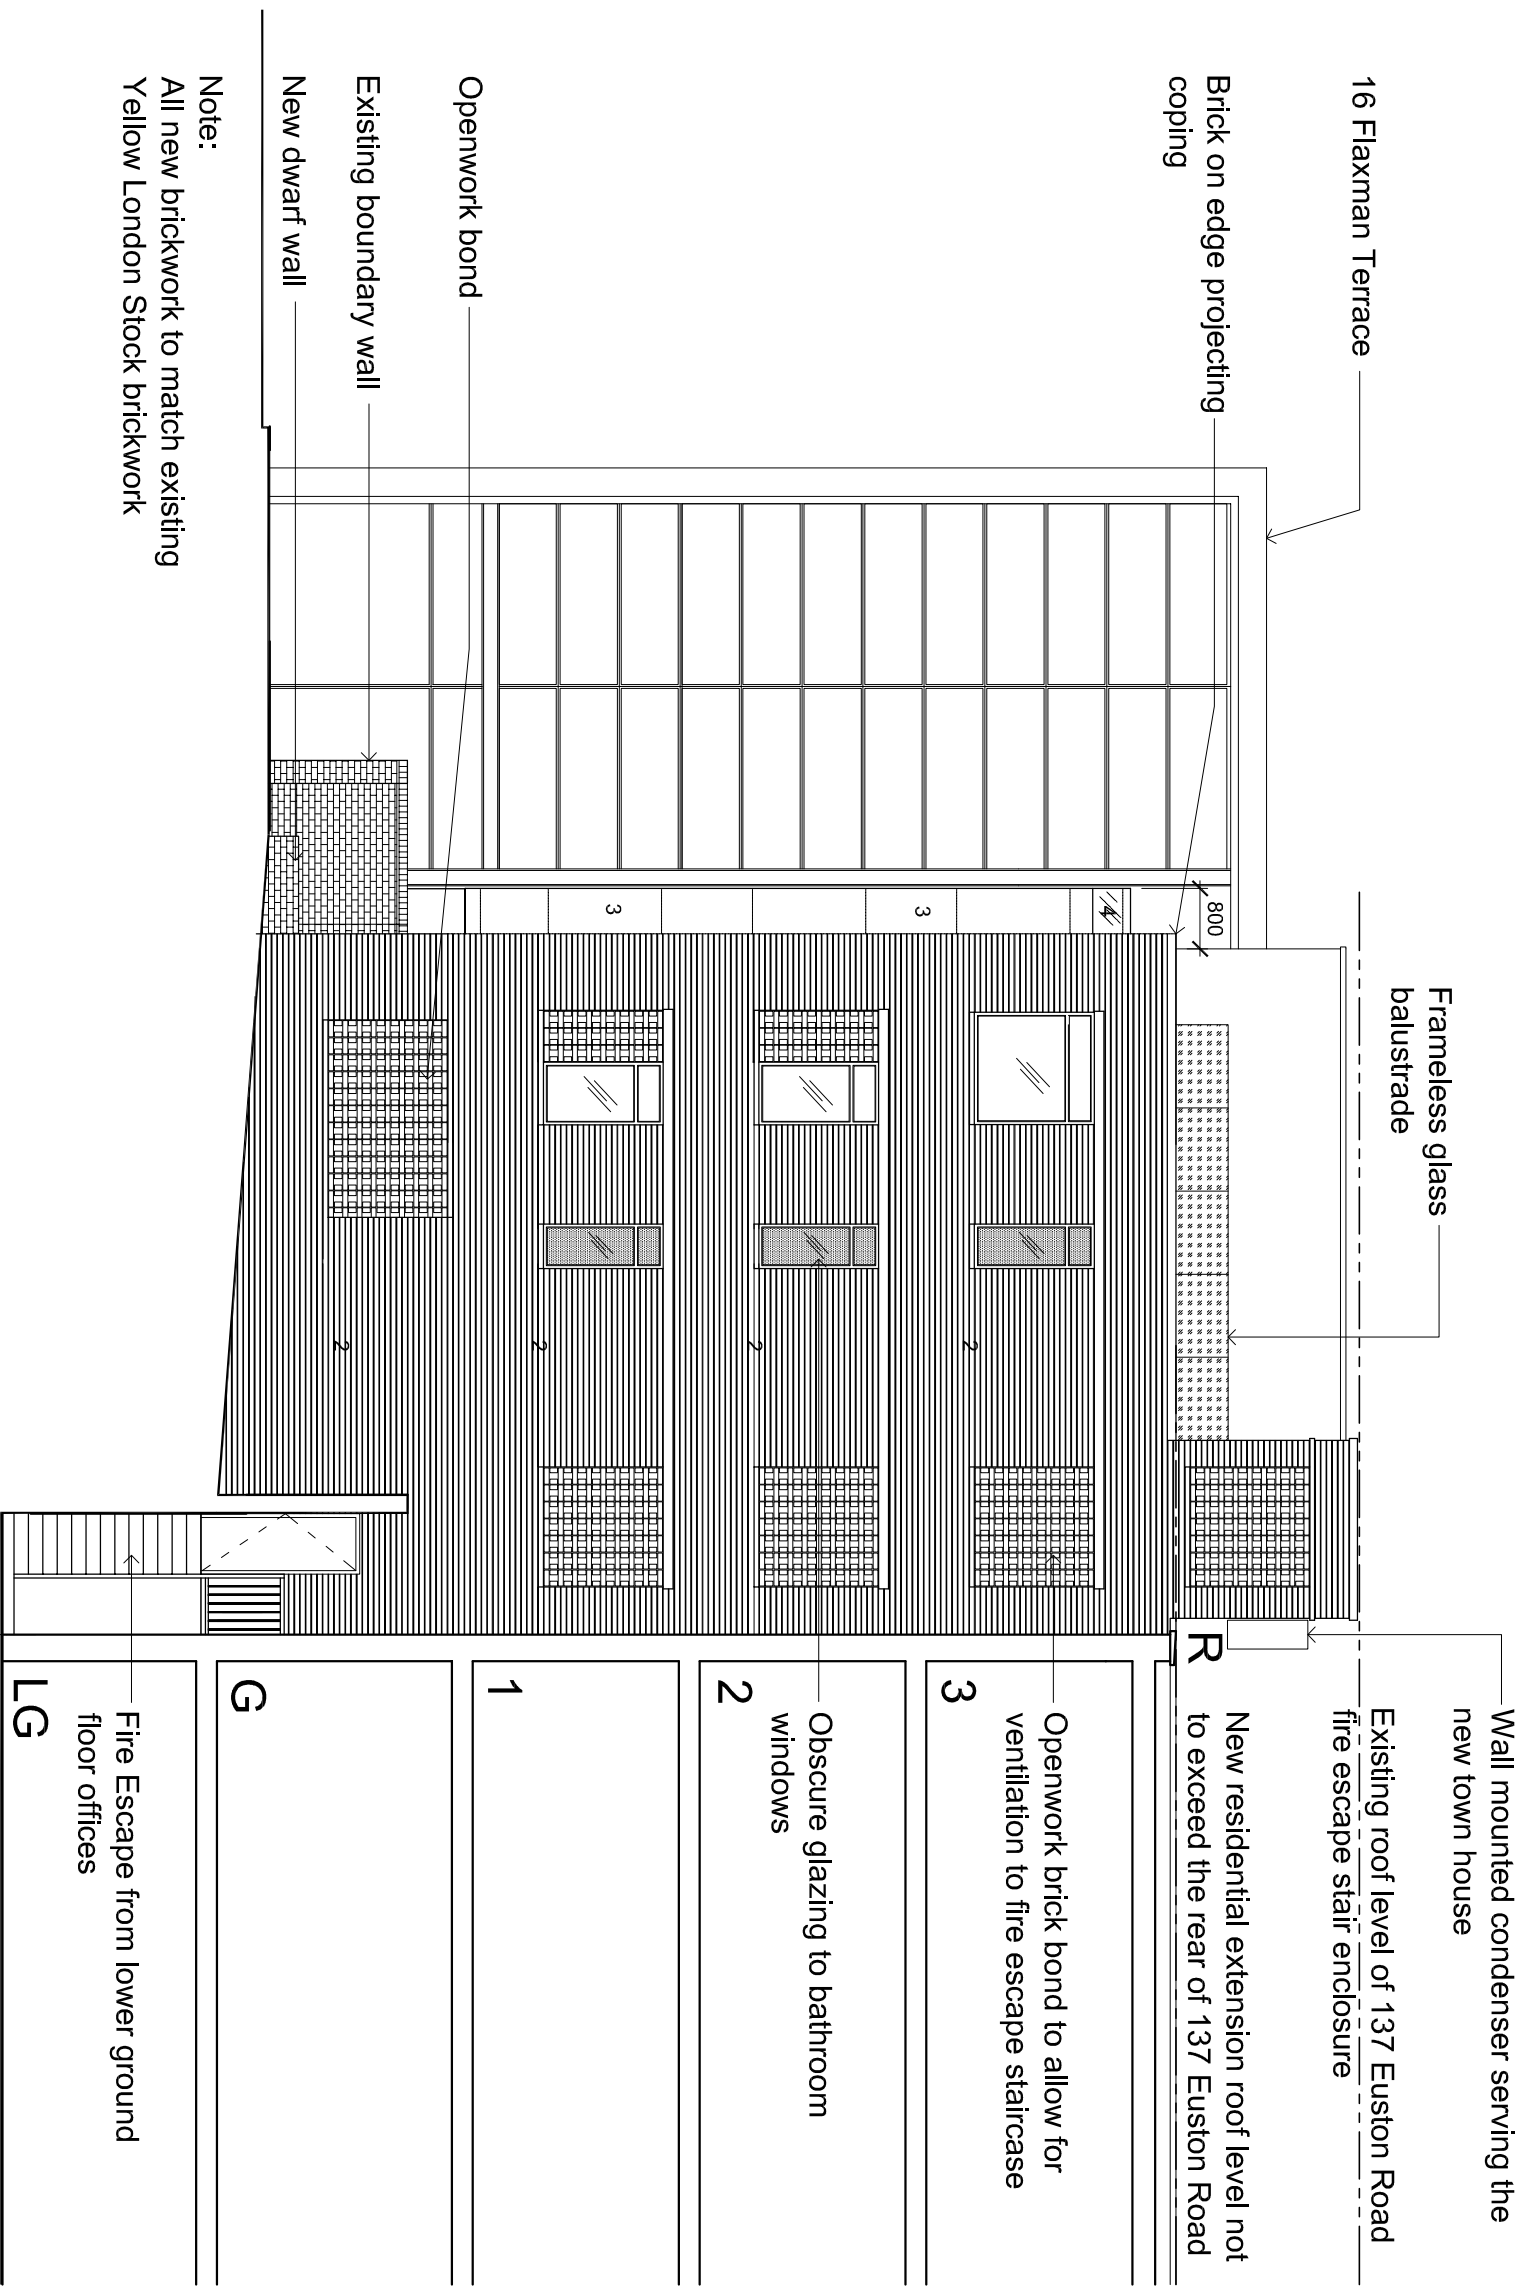 16 Flaxman Terrace
Brick on edge projecting
coping
Openwork bond
Existing boundary wall
New dwarf wall
Note:
All new brickwork to match existing
Yellow London Stock brickwork
Frameless glass
balustrade
800
4
3
3
2
2
2
2
Wall mounted condenser serving the
new town house
Existing roof level of 137 Euston Road
fire escape stair enclosure
R
New residential extension roof level not
to exceed the rear of 137 Euston Road
3
Openwork brick bond to allow for
ventilation to fire escape staircase
2
Obscure glazing to bathroom
windows
1
G
Fire Escape from lower ground
floor offices
LG